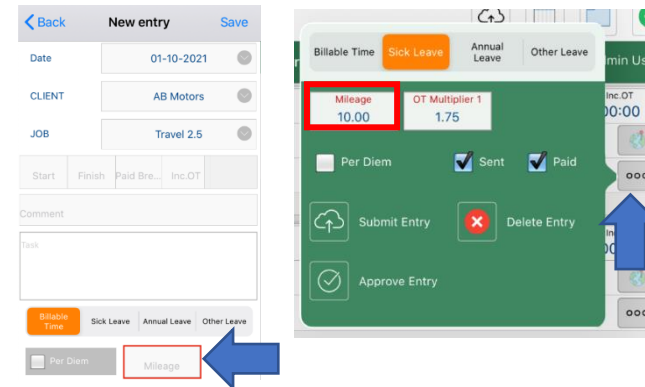 Back New entry Save
Date 01-10-2021
CLIENT AB Motors
JOB Travel 2.5
Start Finish Paid Bre... Inc.OT
Comment
Task
Billable Time Sick Leave Annual Leave Other Leave
Per Diem Mileage
Billable Time Sick Leave Annual Leave Other Leave
Mileage OT Multiplier 1
10.00 1.75
Per Diem Sent Paid
Submit Entry Delete Entry
Approve Entry
Inc.OT
00:00